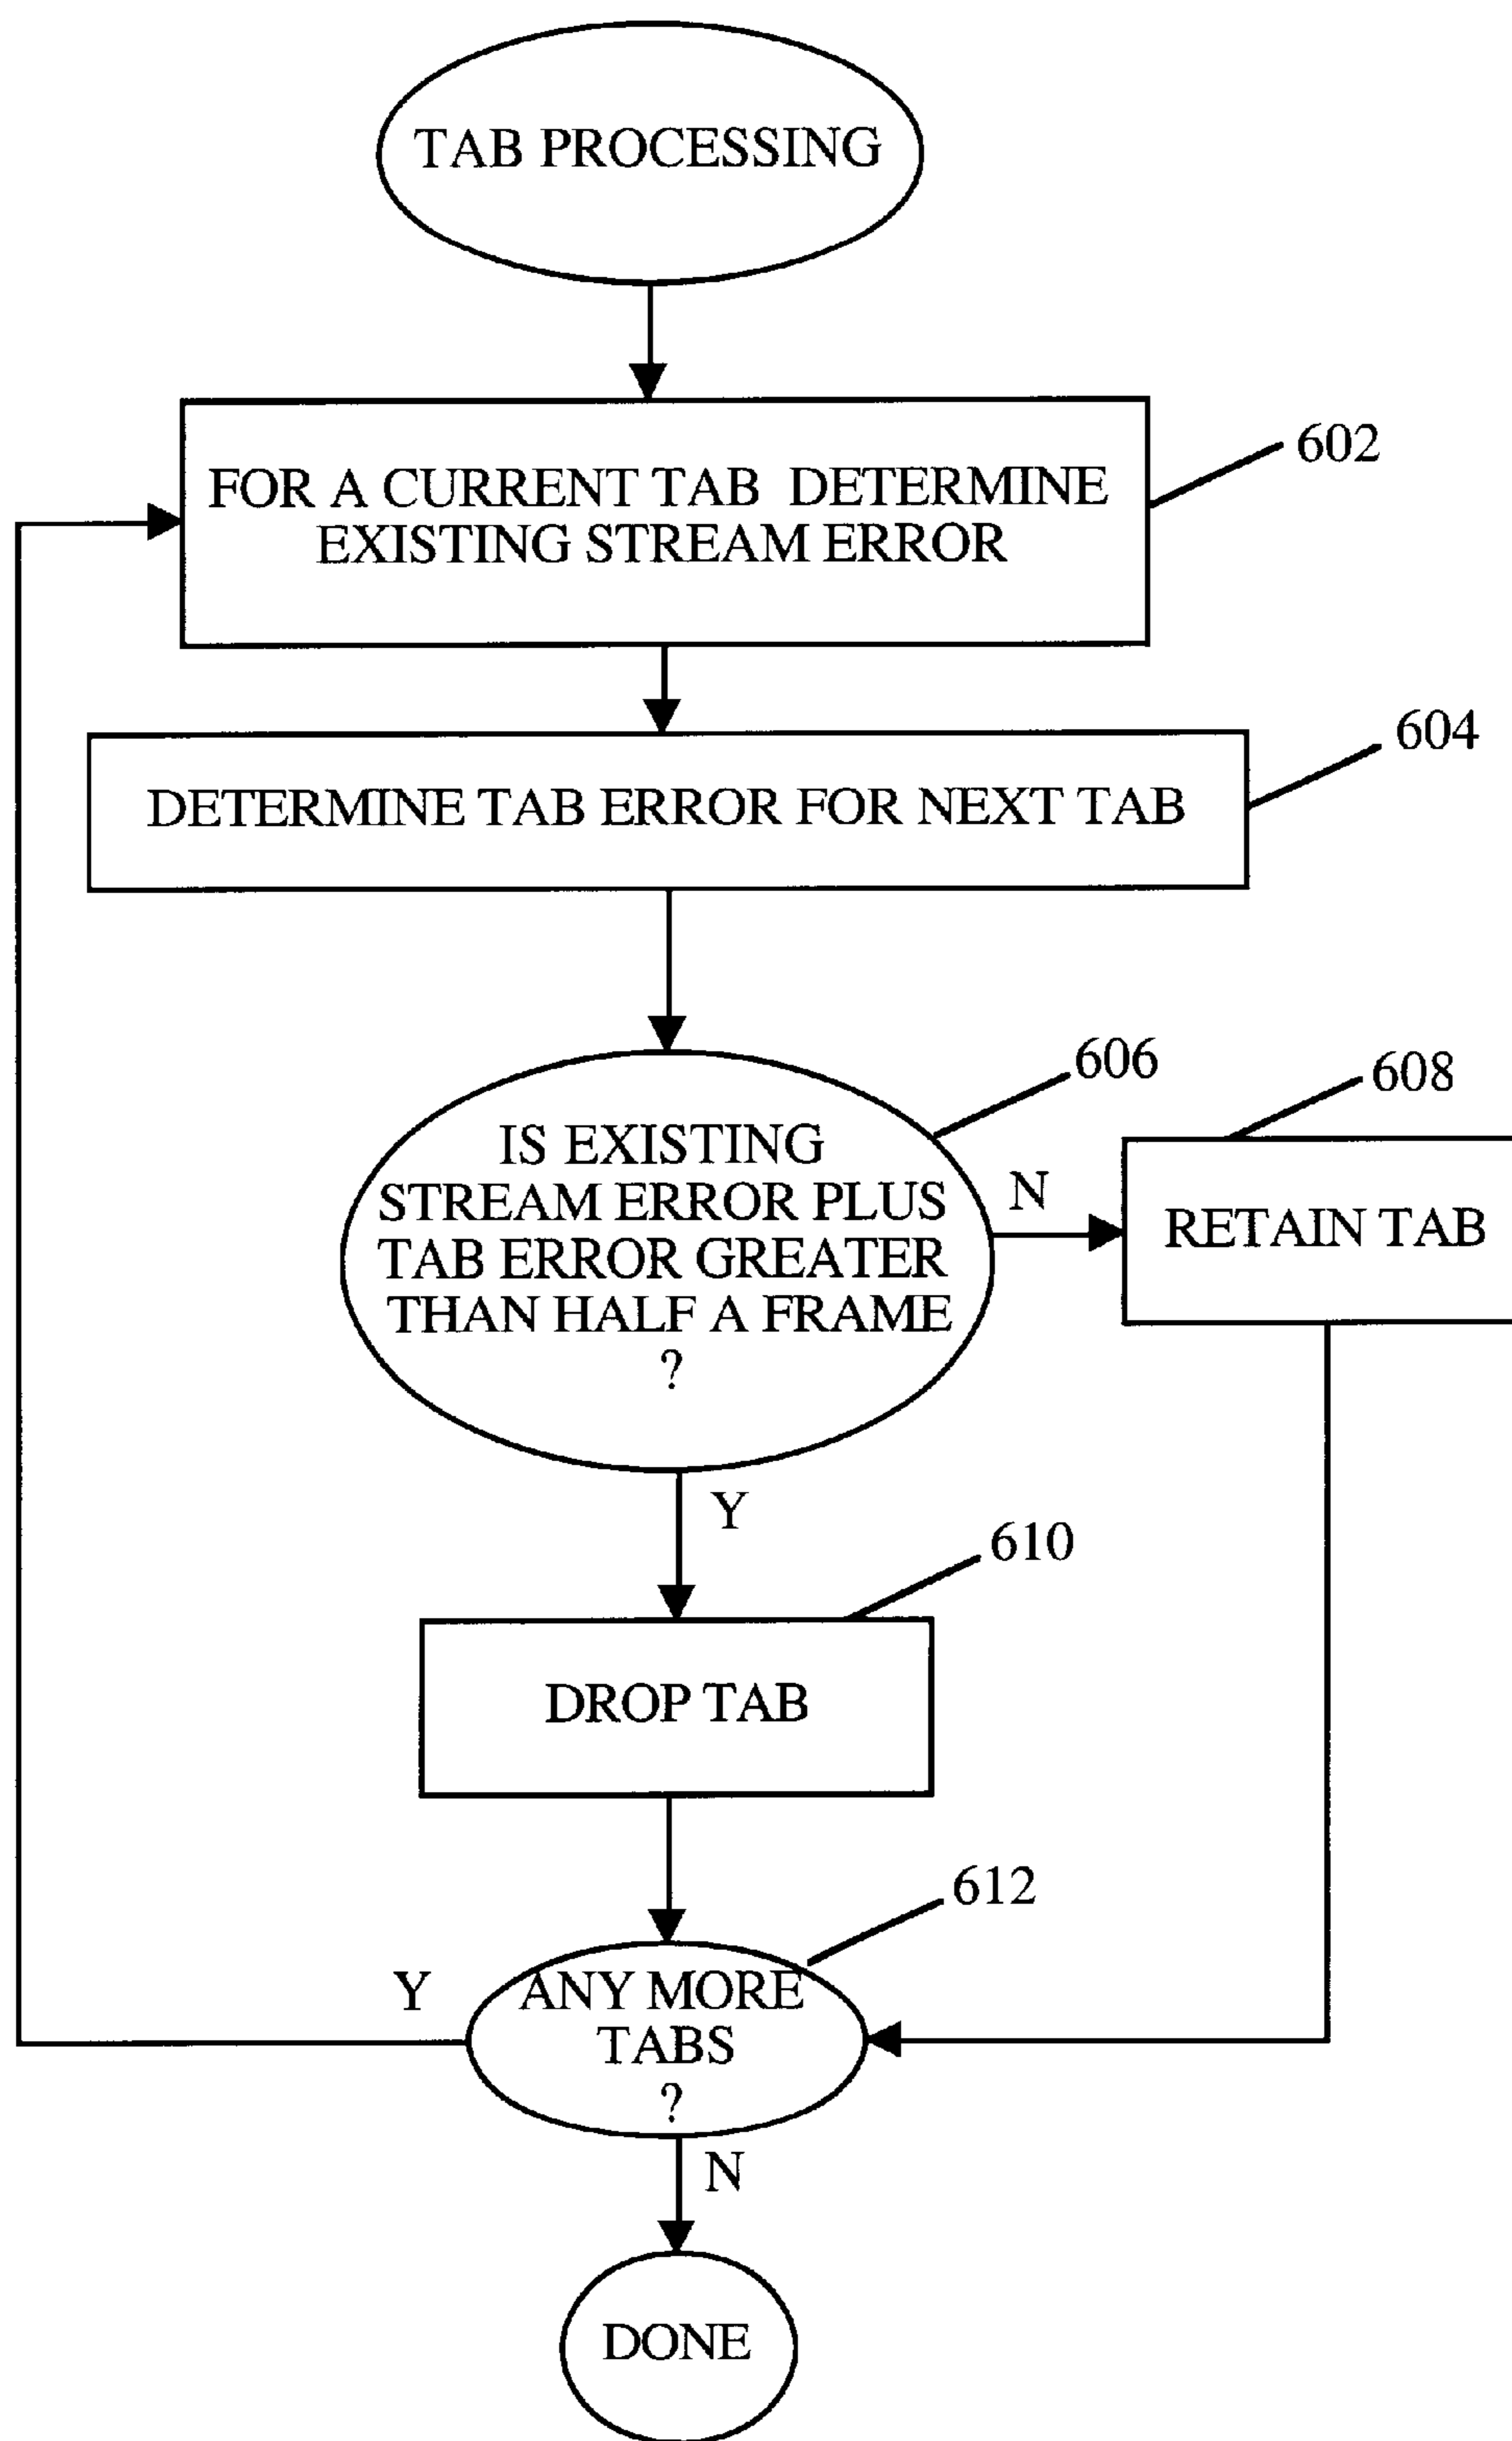 TAB PROCESSING
602
FOR A CURRENT TAB DETERMINE
EXISTING STREAM ERROR
604
DETERMINE TAB ERROR FOR NEXT TAB
606
608
IS EXISTING
STREAM ERROR PLUS
TAB ERROR GREATER
THAN HALF A FRAME
?
N
RETAIN TAB
Y
610
DROP TAB
612
Y
ANY MORE
TABS
?
N
DONE